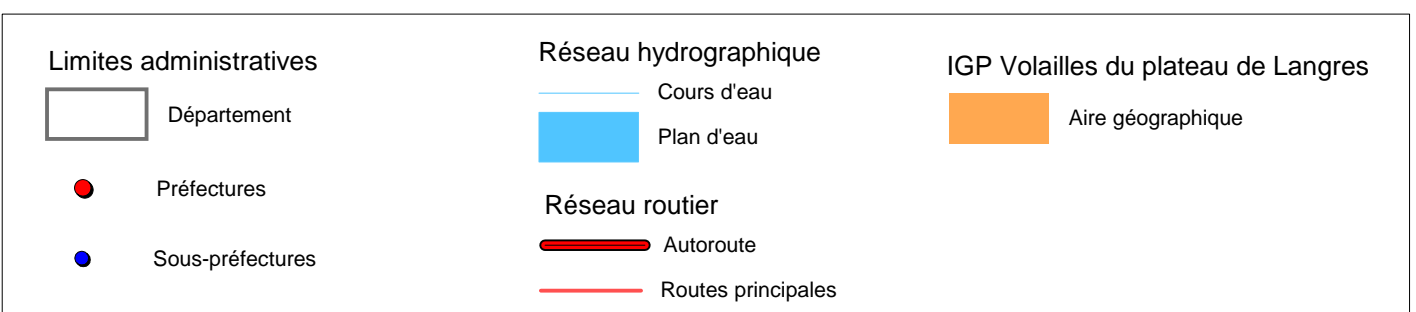 Limites administratives
Département
Préfectures
Sous-préfectures
Réseau hydrographique
Cours d'eau
Plan d'eau
Réseau routier
Autoroute
Routes principales
IGP Volailles du plateau de Langres
Aire géographique